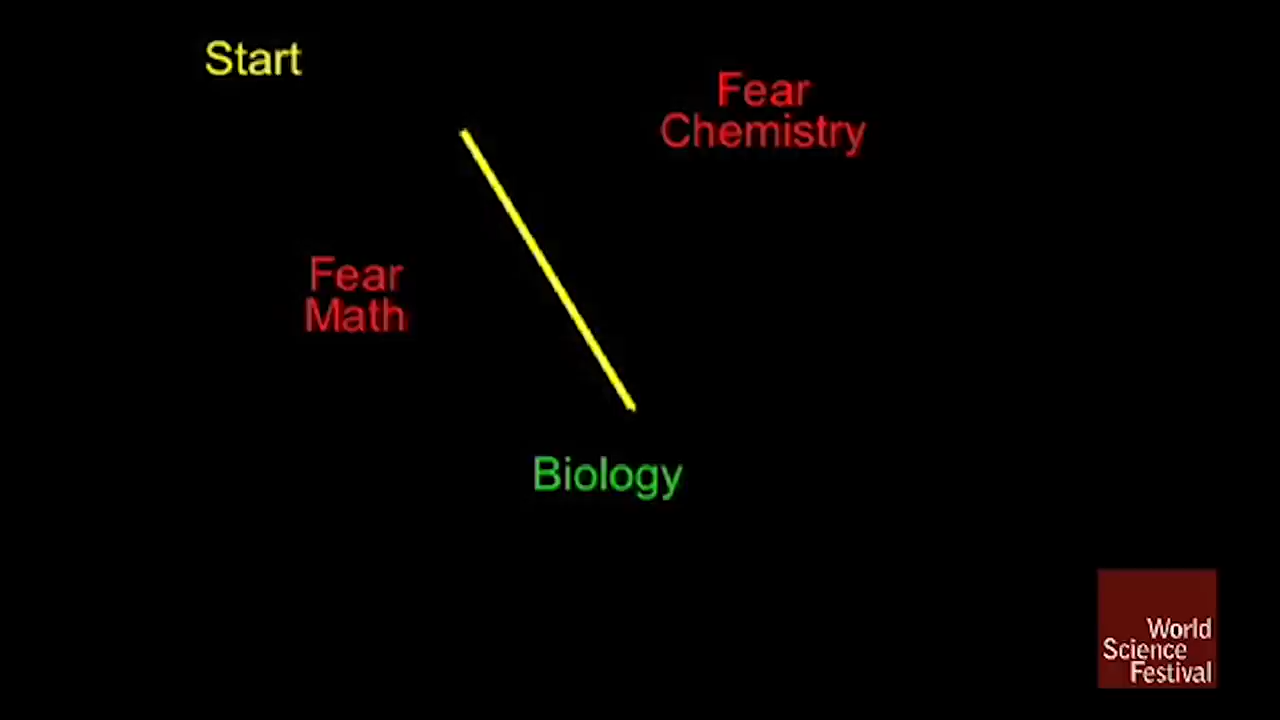 Start
Fear
Chemistry
Fear
Math
Biology
World
Science
Festival